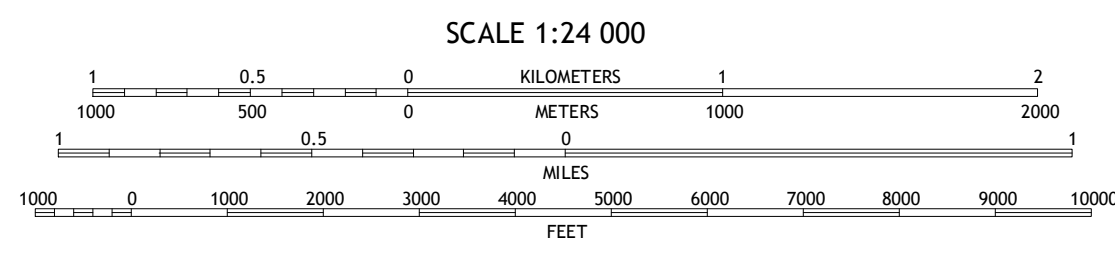 SCALE 1:24 000
1 0.5 0 KILOMETERS 1 2
1000 500 0 METERS 1000 2000
1 0.5 0 1
MILES
1000 0 1000 2000 3000 4000 5000 6000 7000 8000 9000 10000
FEET